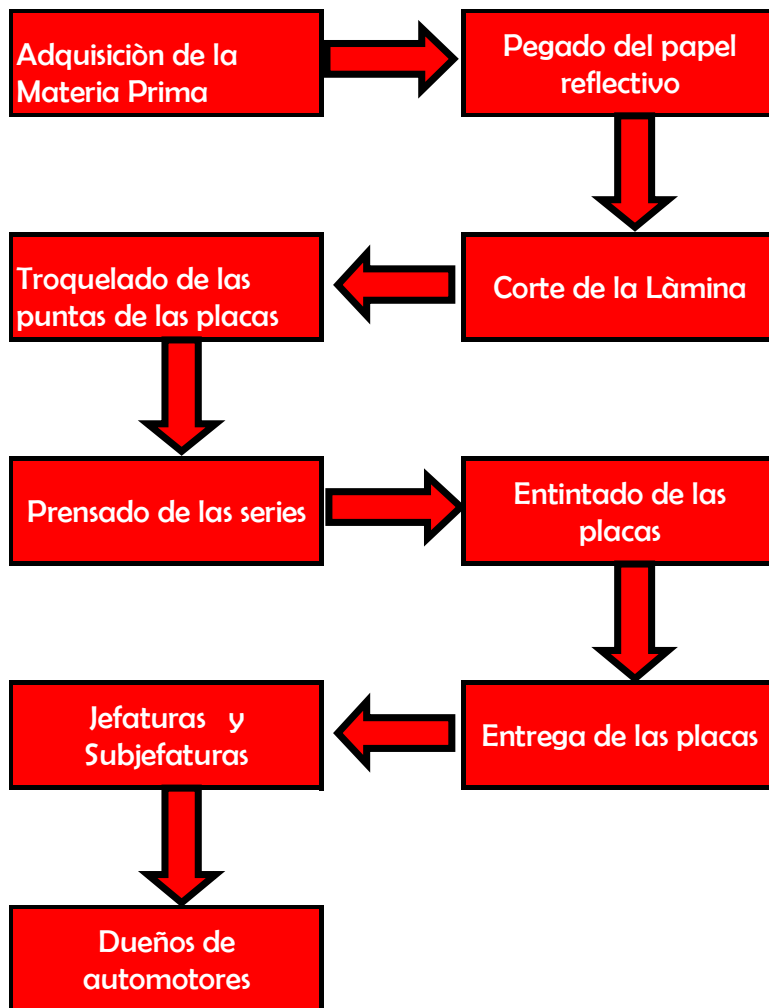 Adquisiciòn de la
Materia Prima
Pegado del papel
reflectivo
Corte de la Làmina
Troquelado de las
puntas de las placas
Prensado de las series
Entintado de las
placas
Entrega de las placas
Jefaturas y
Subjefaturas
Dueños de
automotores